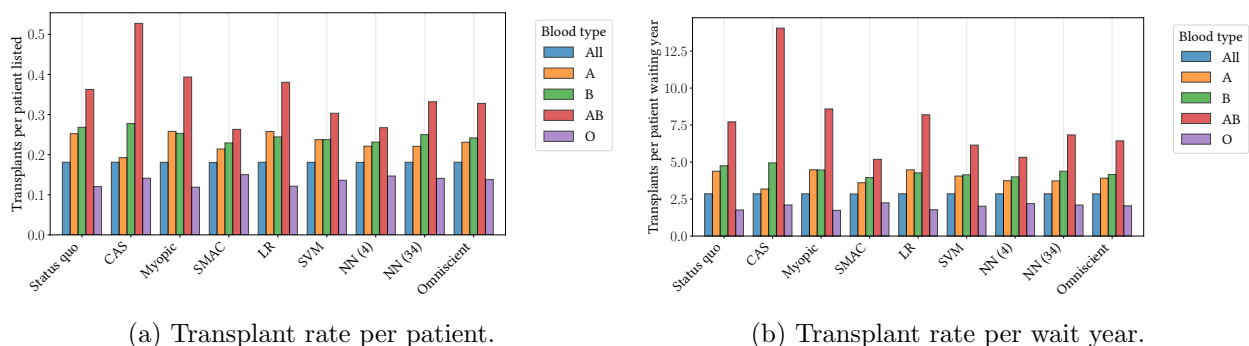 Transplants per patient listed
0.5
0.4
0.3
0.2
0.1
0.0
Status quo
CAS
Myopic
SMAC
LR
SVM
NN (4)
NN (34)
Omniscient
Blood type
All
A
B
AB
O
(a) Transplant rate per patient.
Transplants per patient waiting year
12.5
10.0
7.5
5.0
2.5
0.0
Status quo
CAS
Myopic
SMAC
LR
SVM
NN (4)
NN (34)
Omniscient
Blood type
All
A
B
AB
O
(b) Transplant rate per wait year.